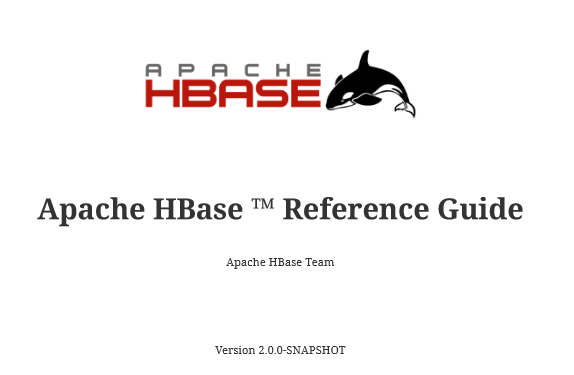 APACHE
HBASE
Apache HBase ™ Reference Guide
Apache HBase Team
Version 2.0.0-SNAPSHOT